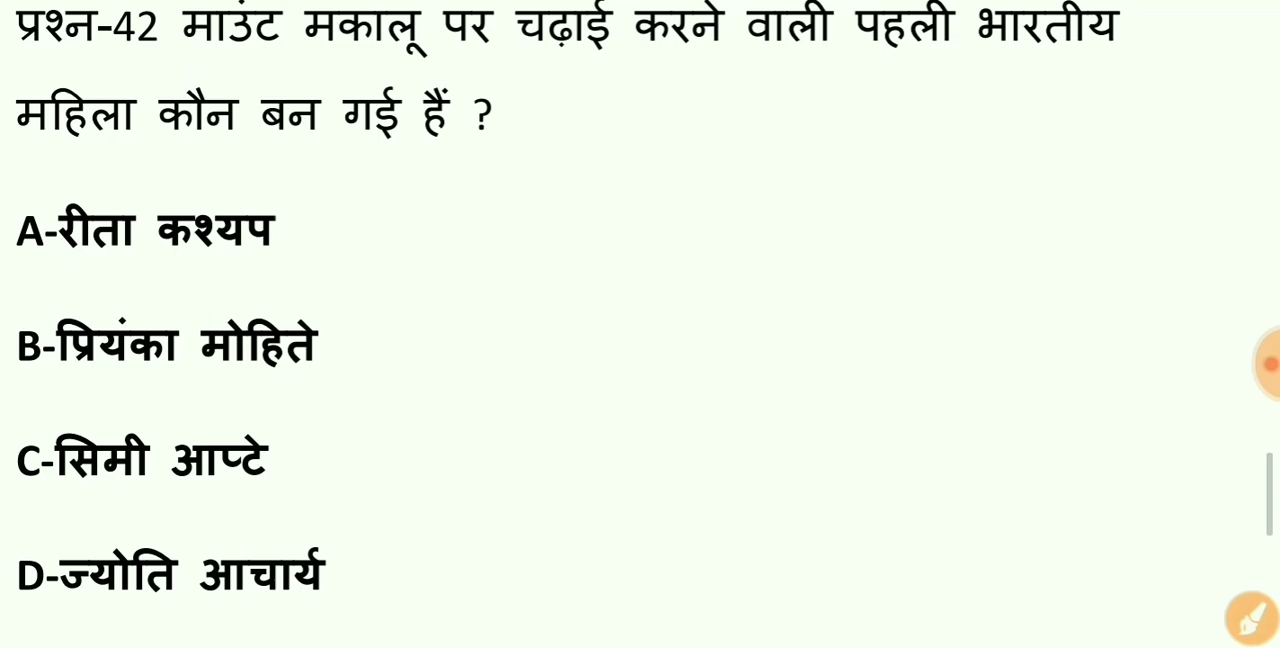 प्रश्न-42 माउंट मकालू पर चढ़ाई करने वाली पहली भारतीय
महिला कौन बन गई हैं ?
A-रीता कश्यप
B-प्रियंका मोहिते
C-सिमी आप्टे
D-ज्योति आचार्य